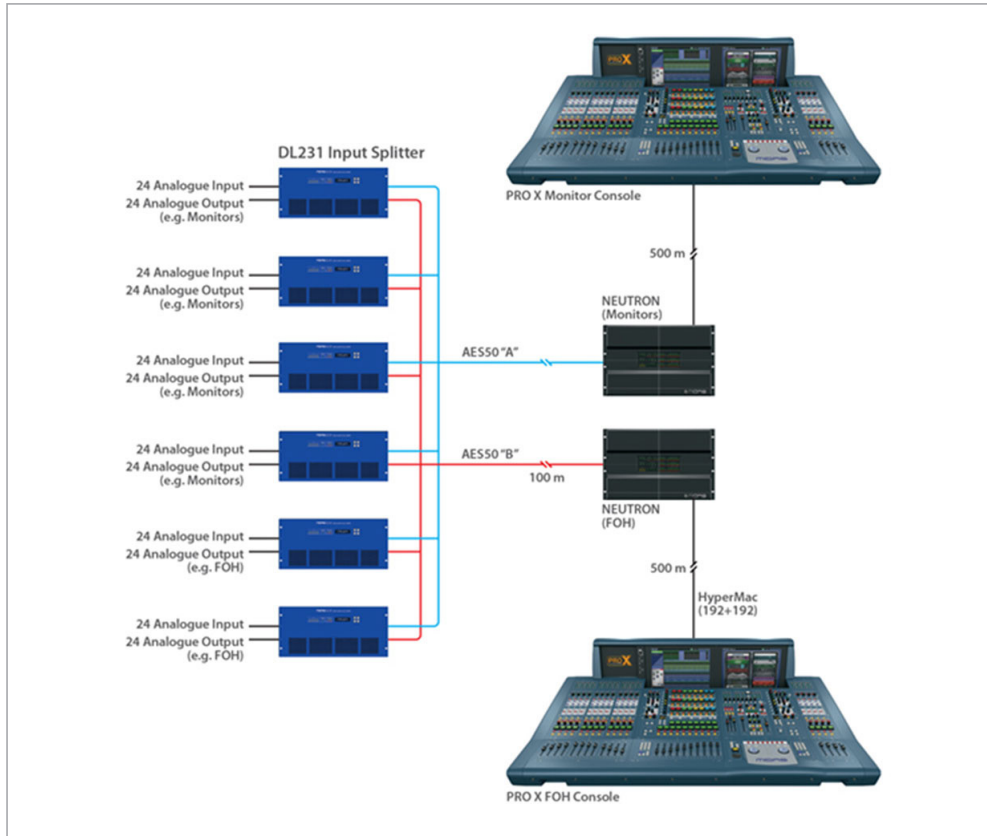 PRO X
PRO X Monitor Console
DL231 Input Splitter
24 Analogue Input
24 Analogue Output
(e.g. Monitors)
24 Analogue Input
24 Analogue Output
(e.g. Monitors)
24 Analogue Input
24 Analogue Output
(e.g. Monitors)
24 Analogue Input
24 Analogue Output
(e.g. Monitors)
24 Analogue Input
24 Analogue Output
(e.g. FOH)
24 Analogue Input
24 Analogue Output
(e.g. FOH)
AES50 "A"
AES50 "B"
100 m
500 m
NEUTRON
(Monitors)
NEUTRON
(FOH)
500 m
HyperMac
(192+192)
PRO X
PRO X FOH Console